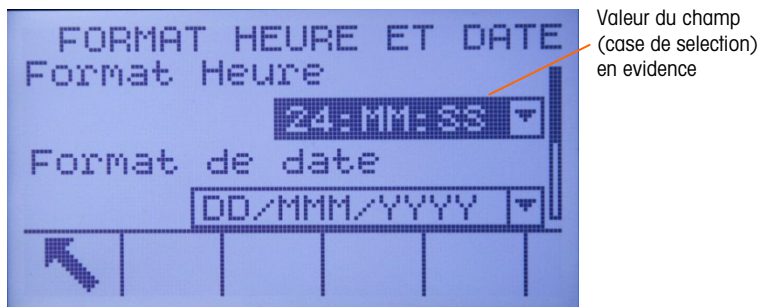 FORMAT HEURE ET DATE
Format Heure
24:MM:SS
Format de date
DD/MMM/YYYY
Valeur du champ
(case de selection)
en evidence